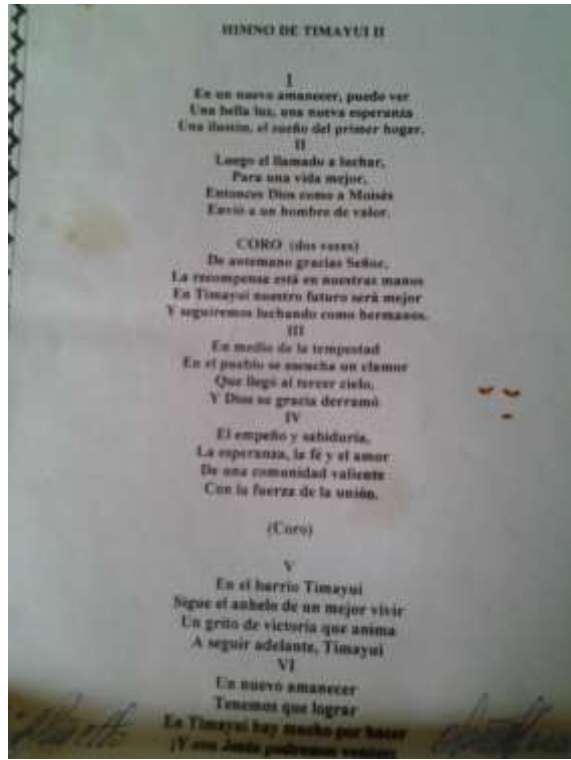 HIMNO DE TIMAYUI II
I
En un nuevo amanecer, puedo ver
Una bella luz, una nueva esperanza
Una ilusión, el sueño del primer hogar.
II
Luego el llamado a luchar,
Para una vida mejor,
Entonces Dios como a Moisés
Envió a un hombre de valor.
CORO (dos veces)
De antemano gracias Señor,
La recompensa está en nuestras manos
En Timayui nuestro futuro será mejor
Y seguiremos luchando como hermanos.
III
En medio de la tempestad
En el pueblo se escucha un clamor
Que llegó al tercer cielo,
Y Dios su gracia derramó
IV
El empeño y sabiduría,
La esperanza, la fe y el amor
De una comunidad valiente
Con la fuerza de la unión.
(Coro)
V
En el barrio Timayui
Sigue el anhelo de un mejor vivir
Un grito de victoria que anima
A seguir adelante, Timayui
VI
Un nuevo amanecer
Tenemos que lograr
En Timayui hay mucho por hacer
¡Y con Jesús podremos vencer!